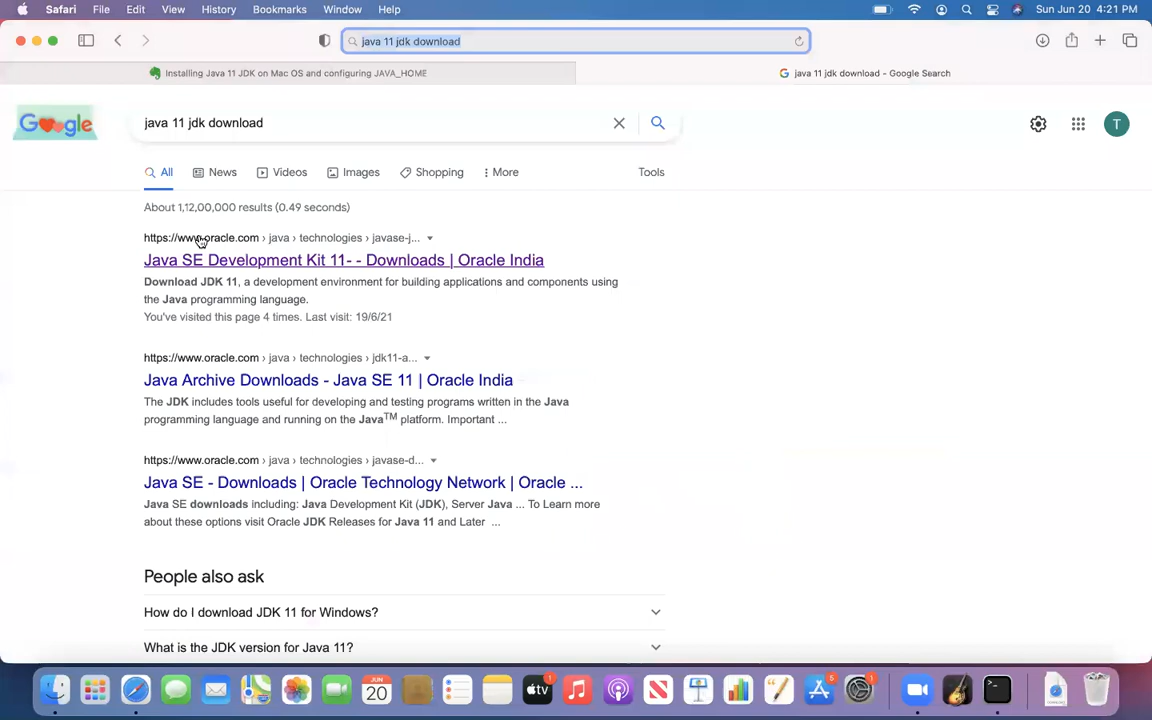 Safari File Edit View History Bookmarks Window Help Sun Jun 20 4:21 PM
java 11 jdk download
Installing Java 11 JDK on Mac OS and configuring JAVA_HOME
java 11 jdk download - Google Search
Google
java 11 jdk download
T
All News Videos Images Shopping More Tools
About 1,12,00,000 results (0.49 seconds)
https://www.oracle.com › java › technologies › javase-j...
Java SE Development Kit 11- - Downloads | Oracle India
Download JDK 11, a development environment for building applications and components using
the Java programming language.
You've visited this page 4 times. Last visit: 19/6/21
https://www.oracle.com › java › technologies › jdk11-a...
Java Archive Downloads - Java SE 11 | Oracle India
The JDK includes tools useful for developing and testing programs written in the Java
programming language and running on the Java™ platform. Important ...
https://www.oracle.com › java › technologies › javase-d...
Java SE - Downloads | Oracle Technology Network | Oracle ...
Java SE downloads including: Java Development Kit (JDK), Server Java ... To Learn more
about these options visit Oracle JDK Releases for Java 11 and Later ...
People also ask
How do I download JDK 11 for Windows?
What is the JDK version for Java 11?
JUN
20
tv
1
5
1